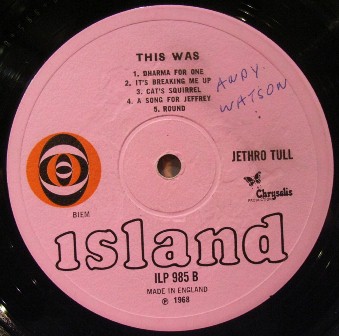 THIS WAS
1. DHARMA FOR ONE
2. IT'S BREAKING ME UP
3. CAT'S SQUIRREL
4. A SONG FOR JEFFREY
5. ROUND
ANDY
WATSON
JETHRO TULL
Chrysalis
PRODUCTIONS
BIEM
island
ILP 985 B
MADE IN ENGLAND
℗ 1968